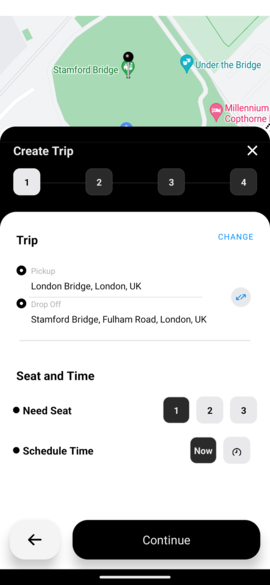 Stamford Bridge
Under the Bridge
Millennium
Copthorne
Create Trip
1 2 3 4
Trip
CHANGE
Pickup
London Bridge, London, UK
Drop Off
Stamford Bridge, Fulham Road, London, UK
Seat and Time
Need Seat 1 2 3
Schedule Time Now
Continue